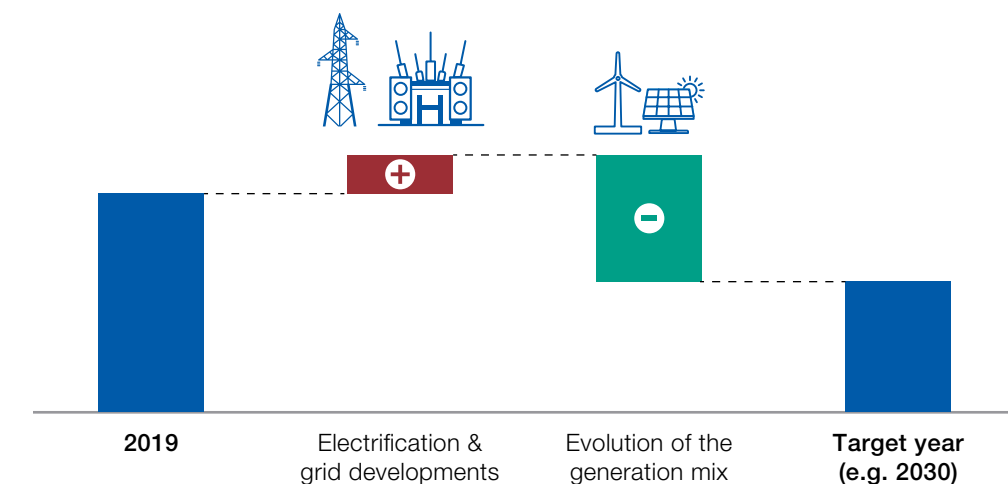 2019
Electrification &
grid developments
Evolution of the
generation mix
Target year
(e.g. 2030)